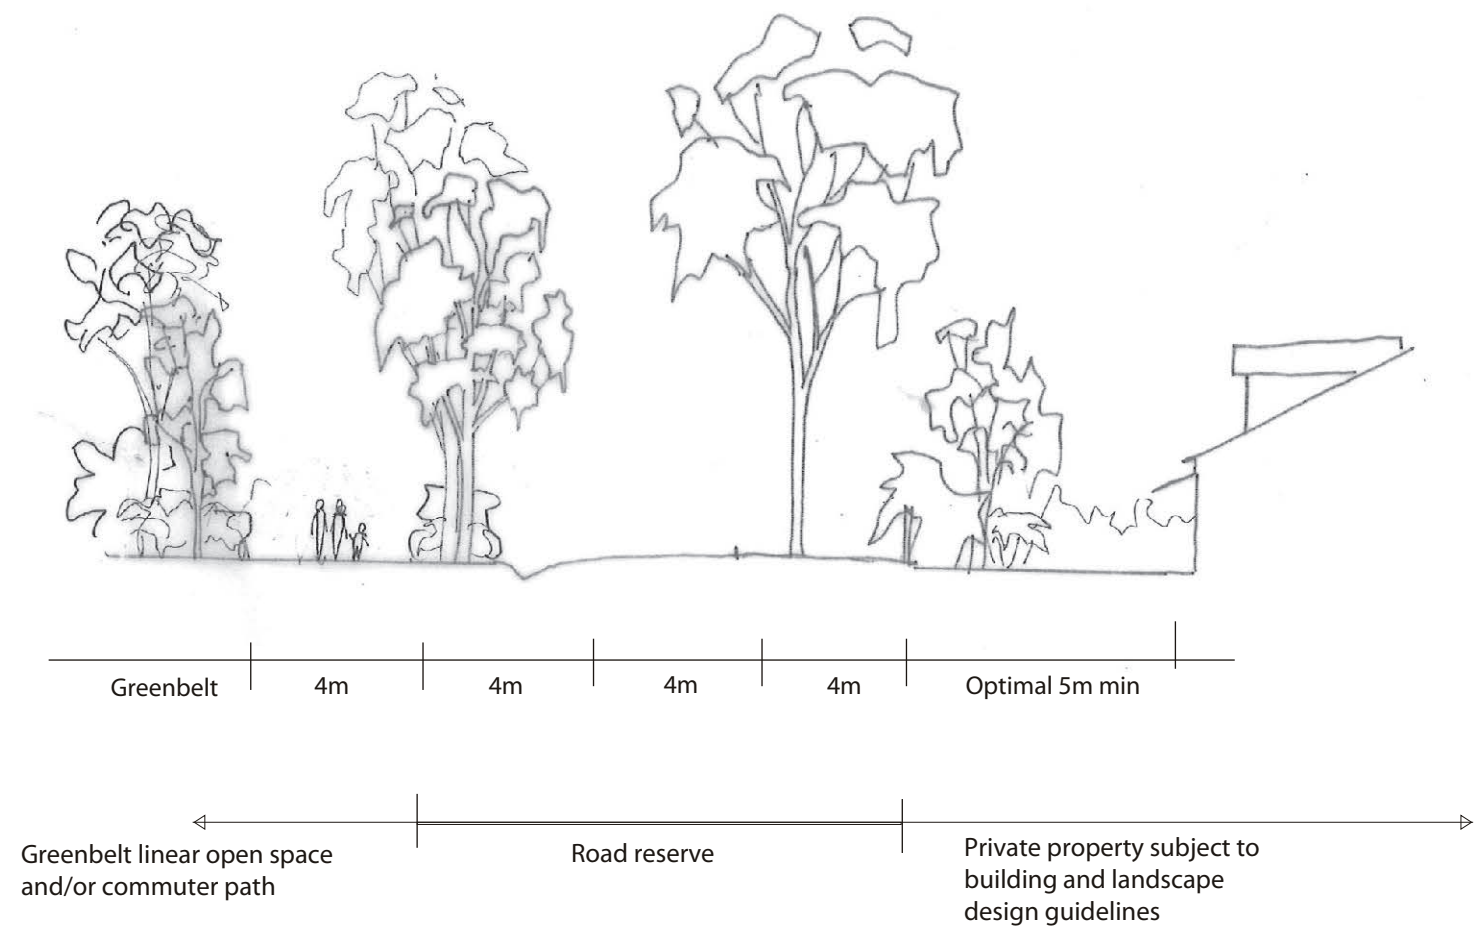 Greenbelt
4m
4m
4m
4m
Optimal 5m min
Greenbelt linear open space
and/or commuter path
Road reserve
Private property subject to
building and landscape
design guidelines